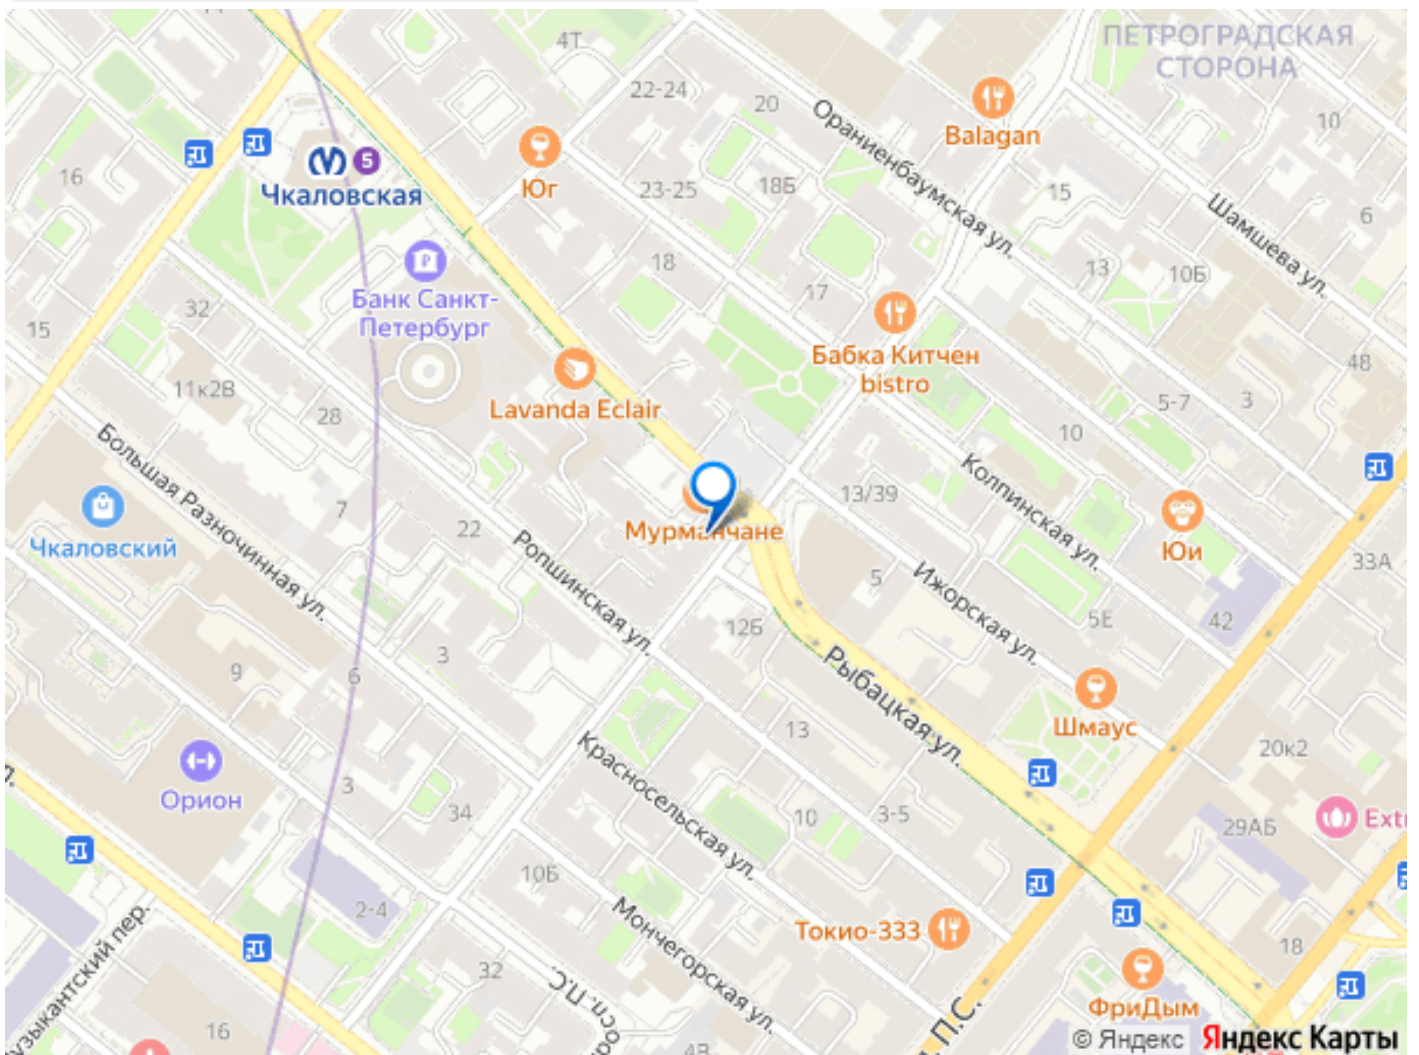 4Т
ПЕТРОГРАДСКАЯ
СТОРОНА
22-24
20
Balagan
10
Ораниенбаумская ул.
16
5
Чкаловская
Юг
23-25
18Б
15
Шамшева ул.
6
18
13
10Б
Банк Санкт-
Петербург
32
17
15
Бабка Китчен
bistro
48
11к2В
28
Lavanda Eclair
5-7
3
10
Большая Разночинная ул.
Колпинская ул.
13/39
7
22
Чкаловский
Мурманчане
Юи
33А
Ропшинская ул.
5
Ижорская ул.
5Е
42
12Б
3
9
6
Рыбацкая ул.
Шмаус
13
20к2
Красносельская ул.
Орион
3
34
10
3-5
29АБ
10Б
2-4
Мончегорская ул.
Токио-333
18
32
П.С.
ФриДым
16
4В
© Яндекс
Яндекс Карты